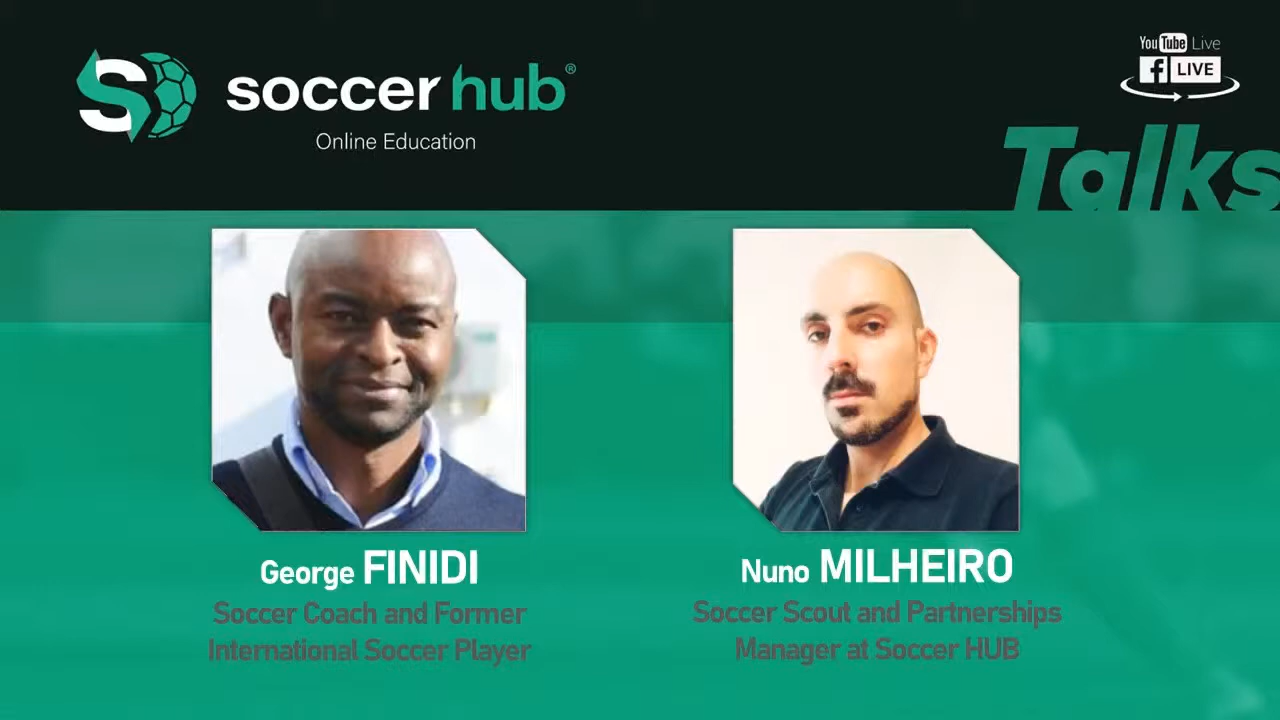 soccer hub®
Online Education
YouTube Live
f LIVE
Talks
George FINIDI
Soccer Coach and Former
International Soccer Player
Nuno MILHEIRO
Soccer Scout and Partnerships
Manager at Soccer HUB